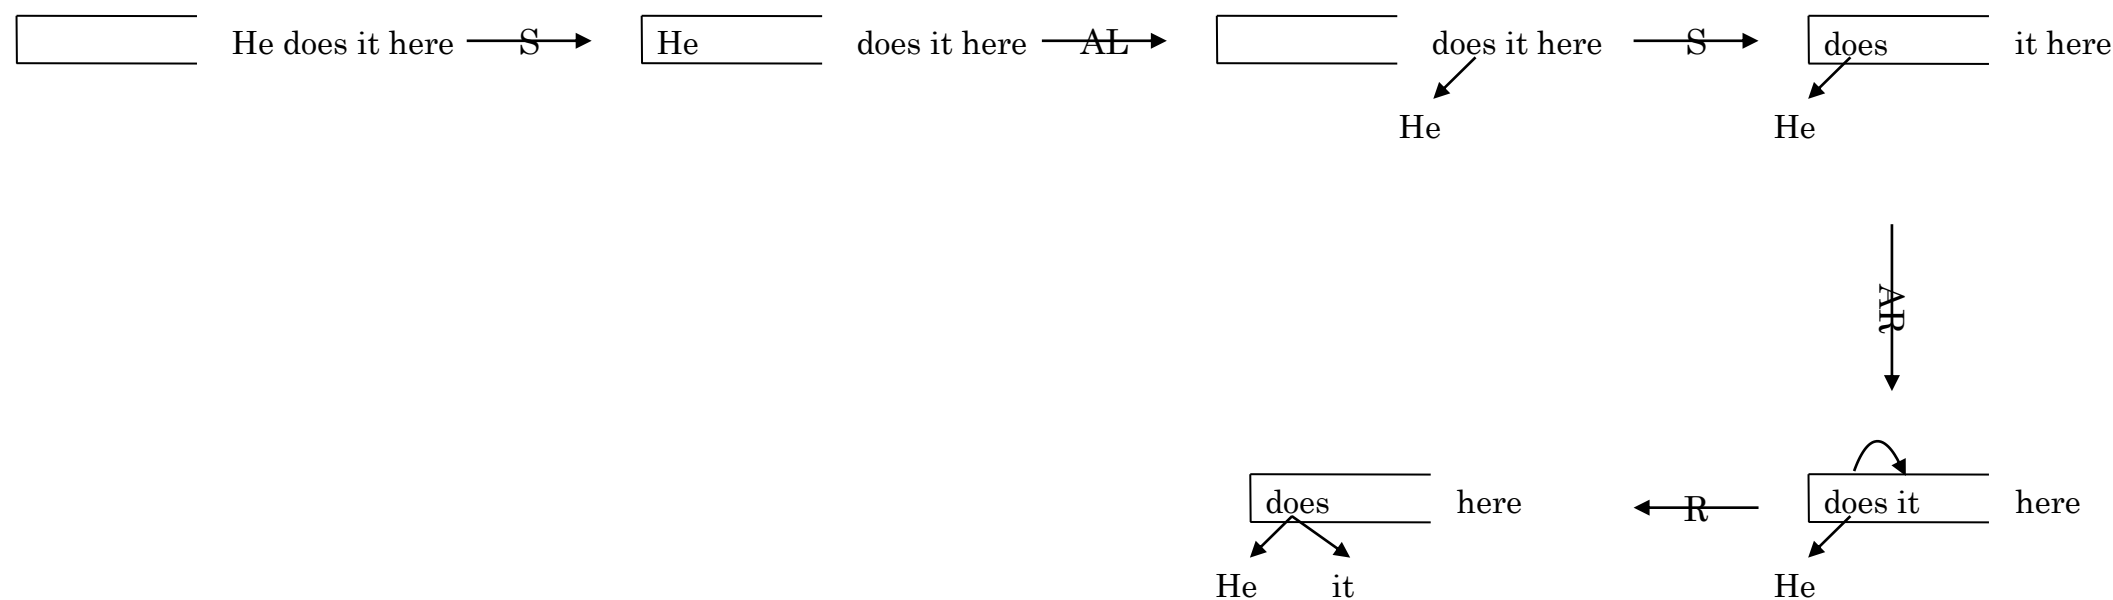 He does it here S He does it here AL does it here S does it here
He He
AR
does here R does it here
He it He